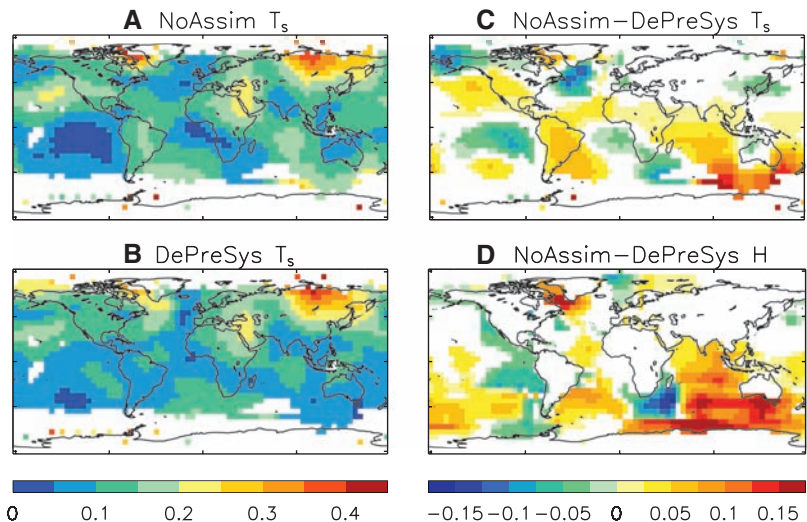 A NoAssim Ts
C NoAssim-DePreSys Ts
B DePreSys Ts
D NoAssim-DePreSys H
0 0.1 0.2 0.3 0.4
-0.15 -0.1 -0.05 0 0.05 0.1 0.15